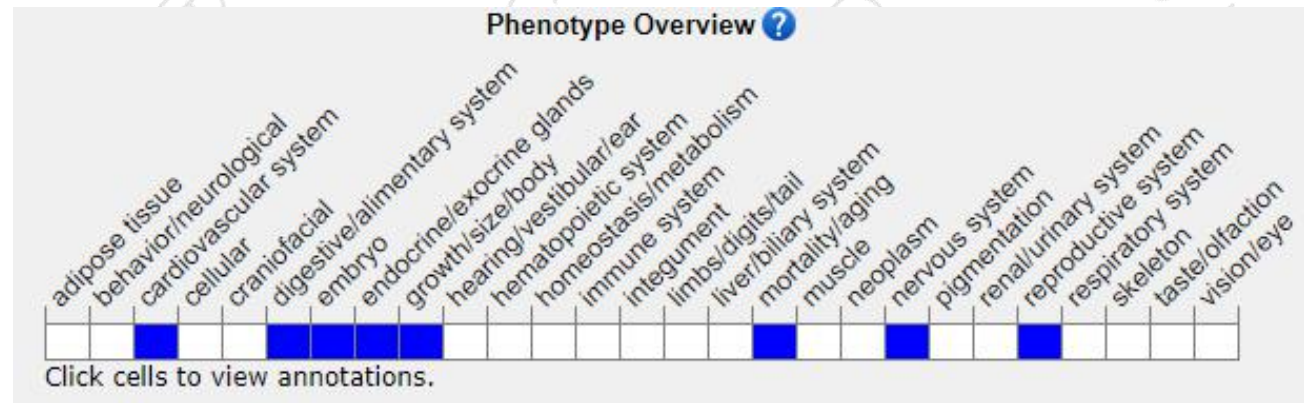 Phenotype Overview ?
adipose tissue
behavior/neurological
cardiovascular system
cellular
craniofacial
digestive/alimentary system
embryo
endocrine/exocrine glands
growth/size/body
hearing/vestibular/ear
hematopoietic system
homeostasis/metabolism
immune system
integument
limbs/digits/tail
liver/biliary system
mortality/aging
muscle
neoplasm
nervous system
pigmentation
renal/urinary system
reproductive system
respiratory system
skeleton
taste/olfaction
vision/eye
Click cells to view annotations.